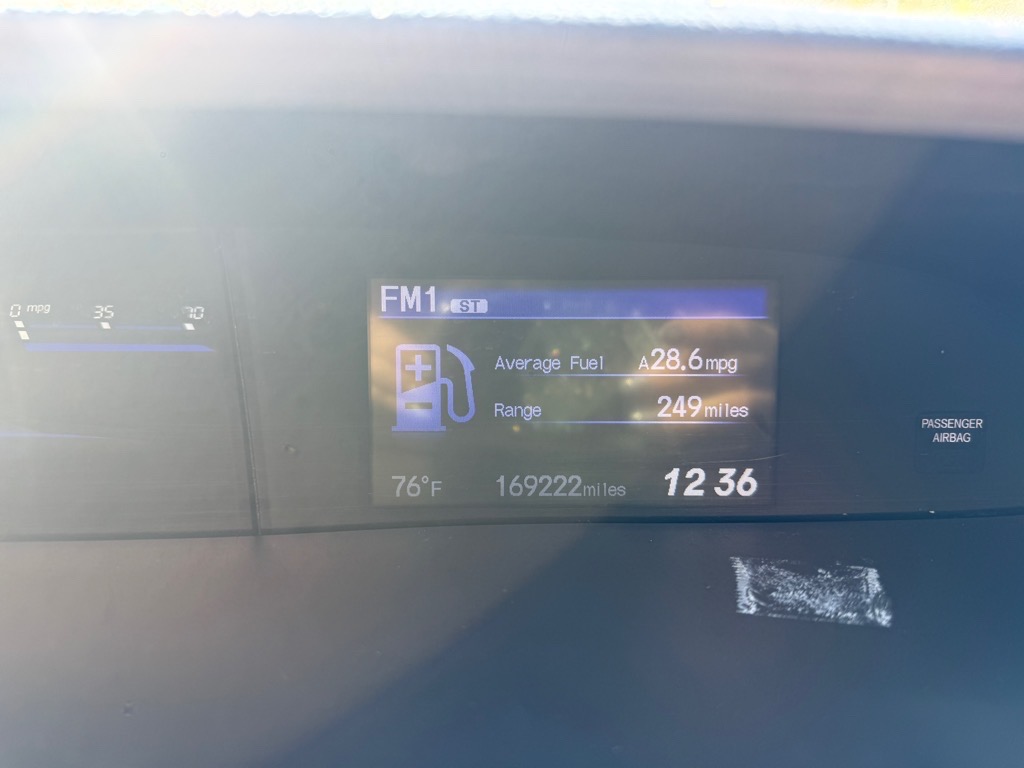 0 mpg 35 70
FM1 ST
Average Fuel A28.6mpg
Range 249miles
76°F 169222miles 12 36
PASSENGER
AIRBAG